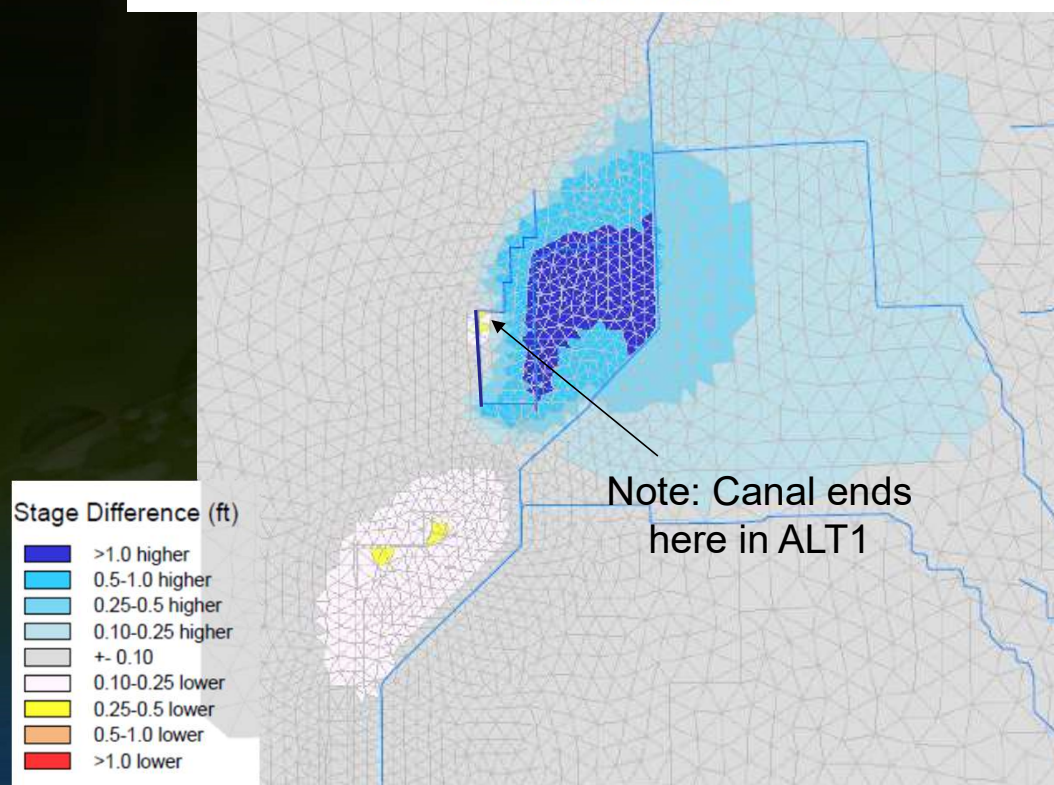 Note: Canal ends
here in ALT1
Stage Difference (ft)
>1.0 higher
0.5-1.0 higher
0.25-0.5 higher
0.10-0.25 higher
+- 0.10
0.10-0.25 lower
0.25-0.5 lower
0.5-1.0 lower
>1.0 lower